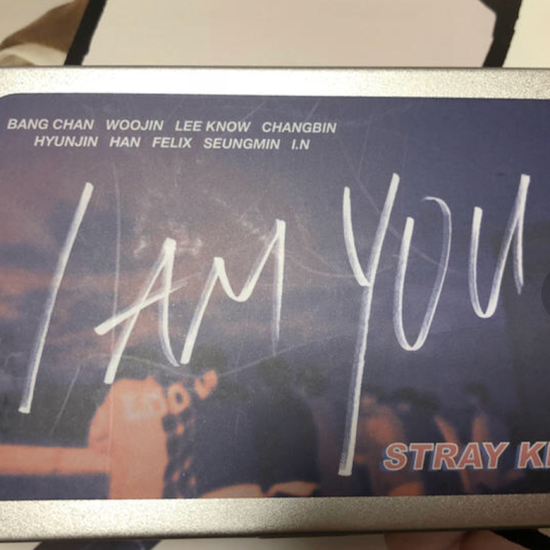 BANG CHAN WOOJIN LEE KNOW CHANGBIN
HYUNJIN HAN FELIX SEUNGMIN I.N
I AM YOU
STRAY